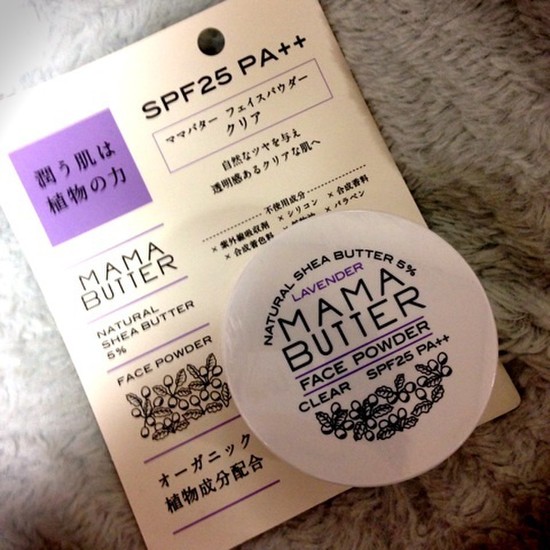 SPF25 PA++
ママバター フェイスパウダー
クリア
潤う肌は
植物の力
自然なツヤを与え
透明感あるクリアな肌へ
不使用成分
× 紫外線吸収剤 × シリコン × 合成香料
× 合成着色料 × パラベン
MAMA
BUTTER
NATURAL
SHEA BUTTER
5%
FACE POWDER
オーガニック
植物成分配合
NATURAL SHEA BUTTER 5%
LAVENDER
MAMA
BUTTER
FACE POWDER
CLEAR SPF25 PA++